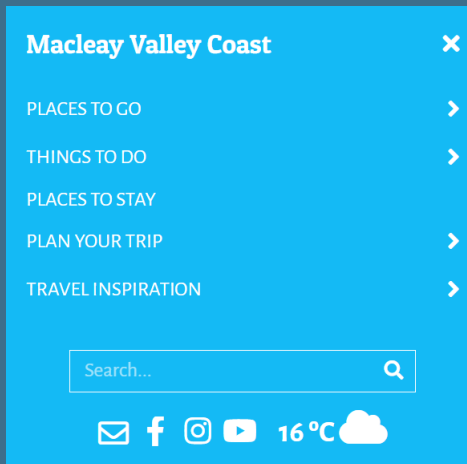 Macleay Valley Coast
PLACES TO GO
THINGS TO DO
PLACES TO STAY
PLAN YOUR TRIP
TRAVEL INSPIRATION
Search...
16 ºC